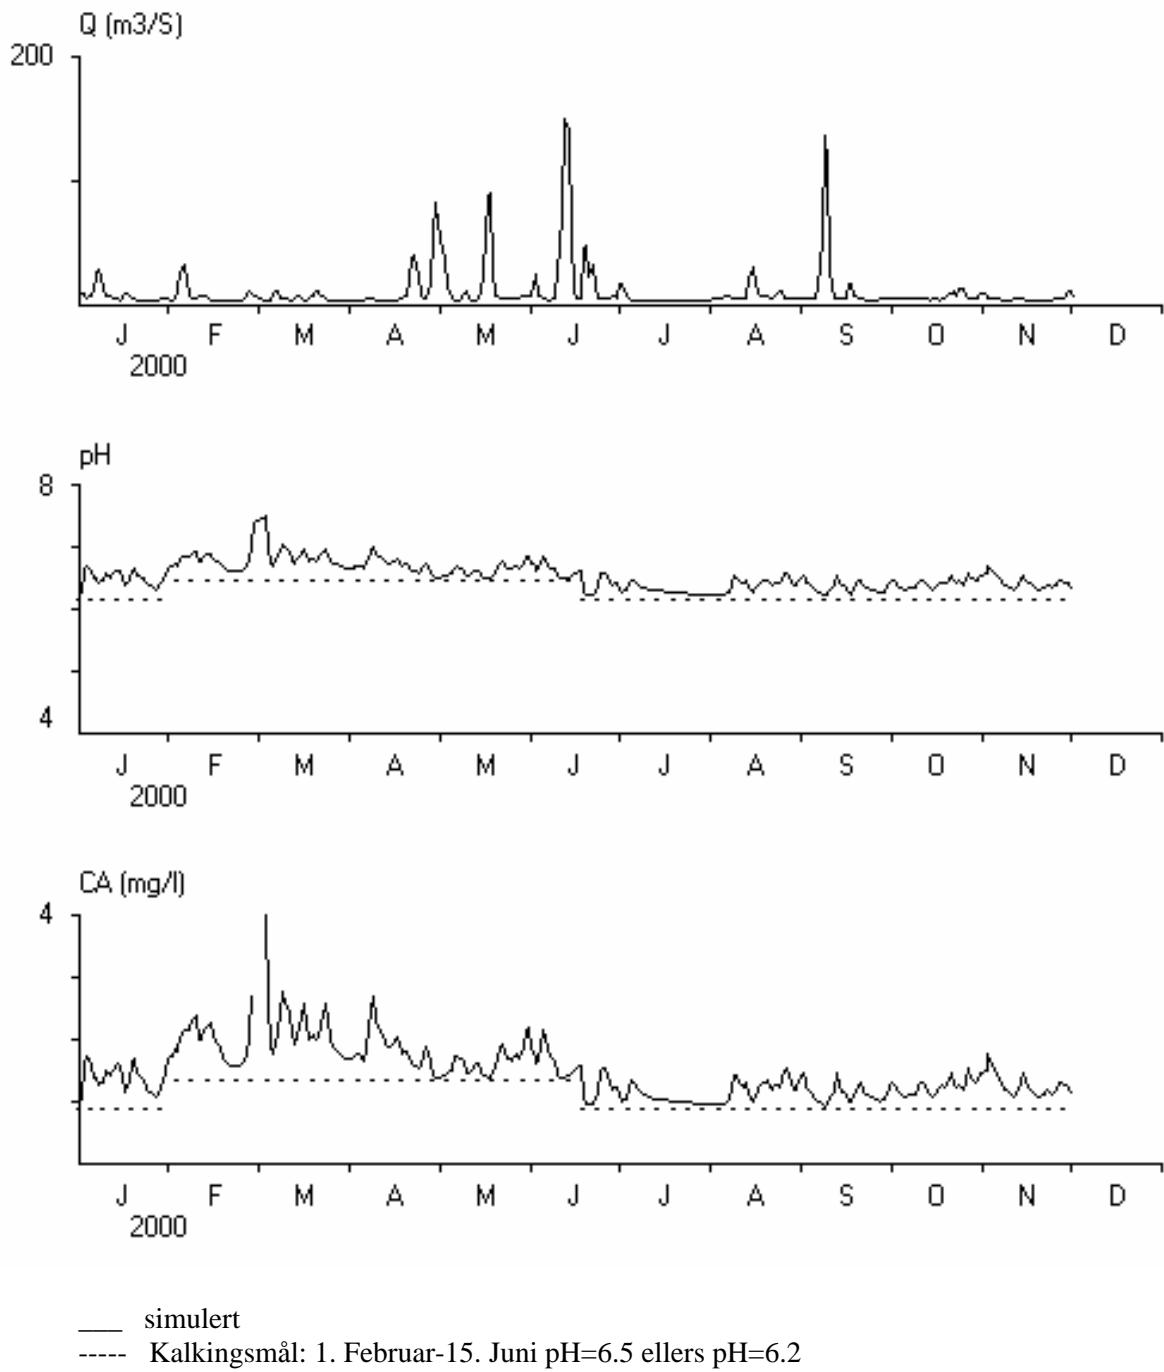 Q (m3/S)
200
J F M A M J J A S O N D
2000
pH
8
4
J F M A M J J A S O N D
2000
CA (mg/l)
4
J F M A M J J A S O N D
2000
___ simulert
----- Kalkingsmål: 1. Februar-15. Juni pH=6.5 ellers pH=6.2